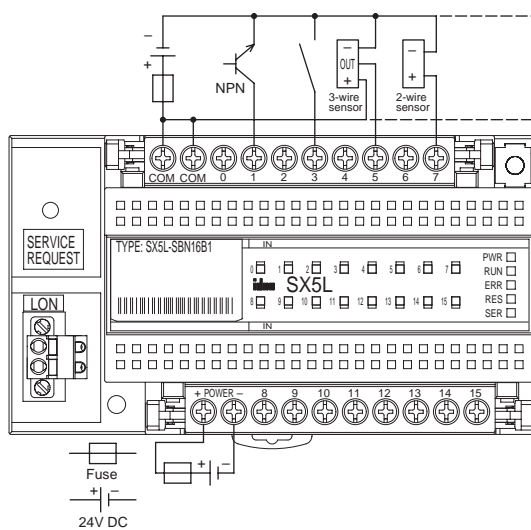 −
+
NPN
−
OUT
+
3-wire
sensor
−
+
2-wire
sensor
COM COM 0 1 2 3 4 5 6 7
SERVICE
REQUEST
TYPE: SX5L-SBN16B1
IN
0 1 2 3 4 5 6 7
idec SX5L
8 9 10 11 12 13 14 15
IN
PWR
RUN
ERR
RES
SER
LON
+ POWER − 8 9 10 11 12 13 14 15
+ −
Fuse
+ −
24V DC